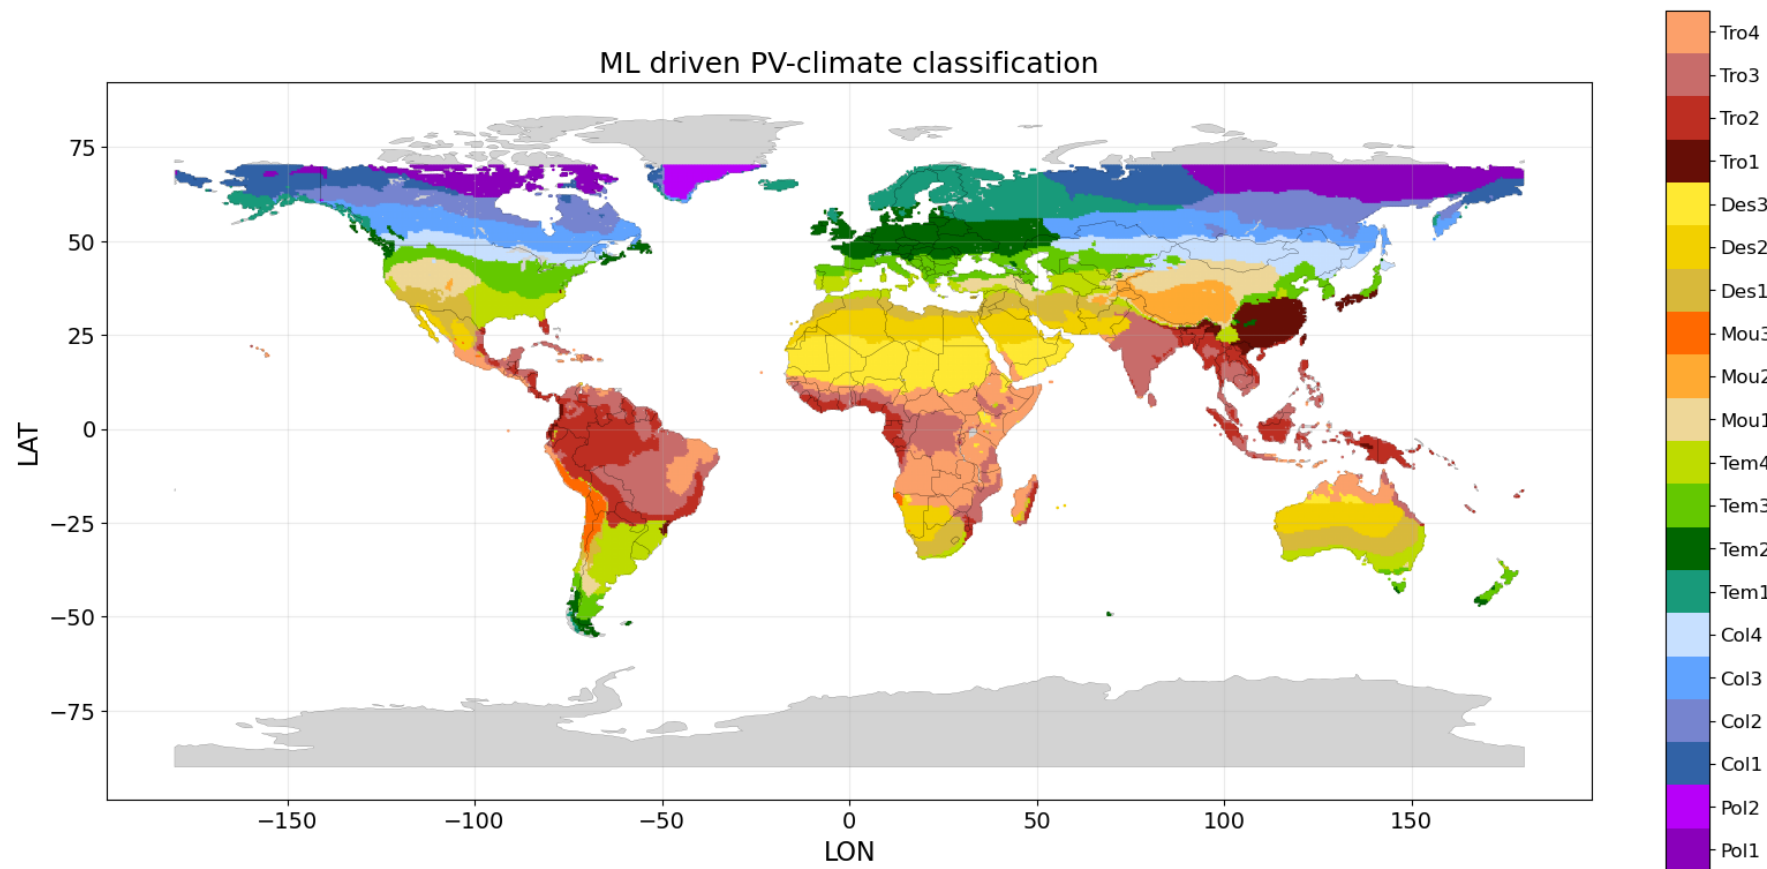 ML driven PV-climate classification
LAT
75
50
25
0
−25
−50
−75
−150
−100
−50
0
50
100
150
LON
Tro4
Tro3
Tro2
Tro1
Des3
Des2
Des1
Mou3
Mou2
Mou1
Tem4
Tem3
Tem2
Tem1
Col4
Col3
Col2
Col1
Pol2
Pol1